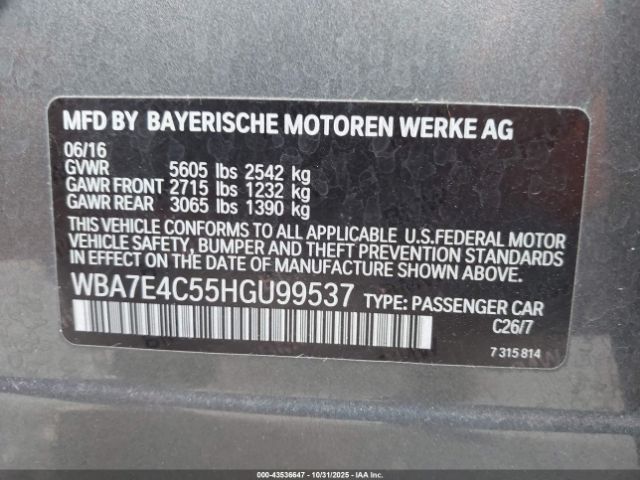 MFD BY BAYERISCHE MOTOREN WERKE AG
06/16
GVWR 5605 lbs 2542 kg
GAWR FRONT 2715 lbs 1232 kg
GAWR REAR 3065 lbs 1390 kg
THIS VEHICLE CONFORMS TO ALL APPLICABLE U.S.FEDERAL MOTOR
VEHICLE SAFETY, BUMPER AND THEFT PREVENTION STANDARDS
IN EFFECT ON THE DATE OF MANUFACTURE SHOWN ABOVE.
WBA7E4C55HGU99537 TYPE: PASSENGER CAR
C26/7
7 315 814
000-43536647 - 10/31/2025 - COPYRIGHT IAA, LLC.